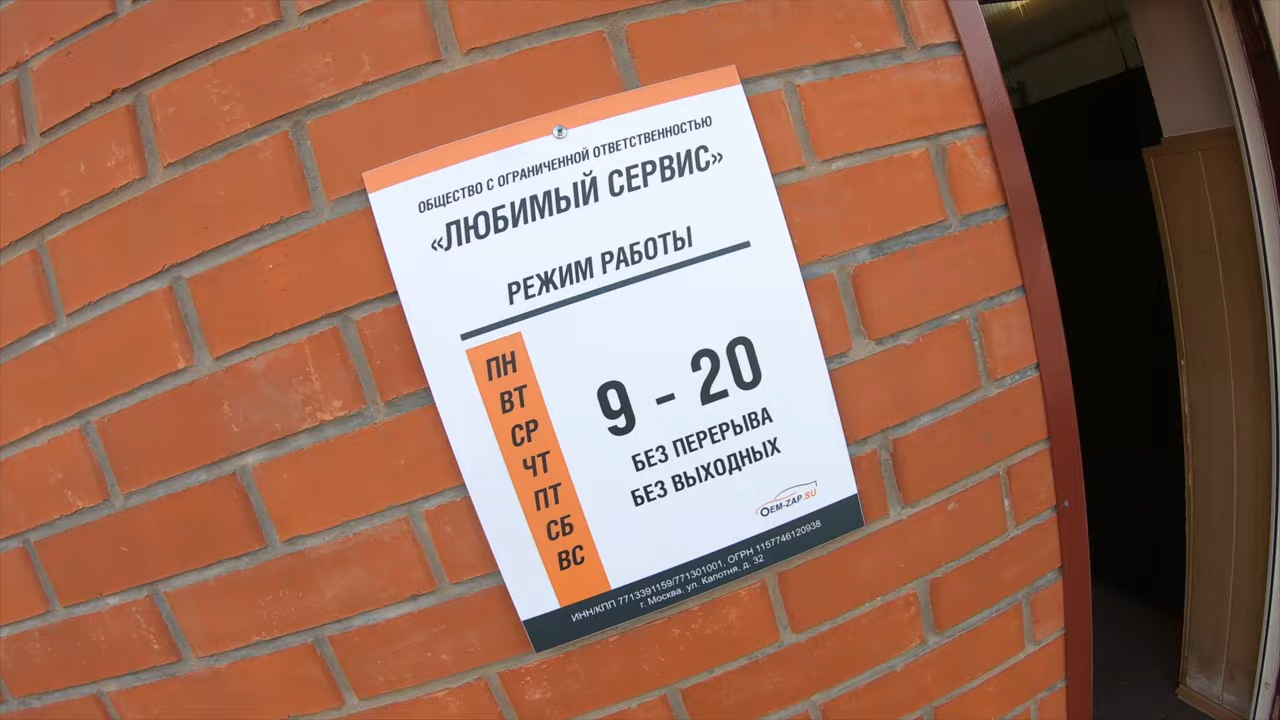 ОБЩЕСТВО С ОГРАНИЧЕННОЙ ОТВЕТСТВЕННОСТЬЮ
«ЛЮБИМЫЙ СЕРВИС»
РЕЖИМ РАБОТЫ
ПН
ВТ
СР
ЧТ
ПТ
СБ
ВС
9 - 20
БЕЗ ПЕРЕРЫВА
БЕЗ ВЫХОДНЫХ
OEM-ZAP.SU
ИНН/КПП 7713391159/771301001, ОГРН 1157746120938
г. Москва, ул. Капотня, д. 32